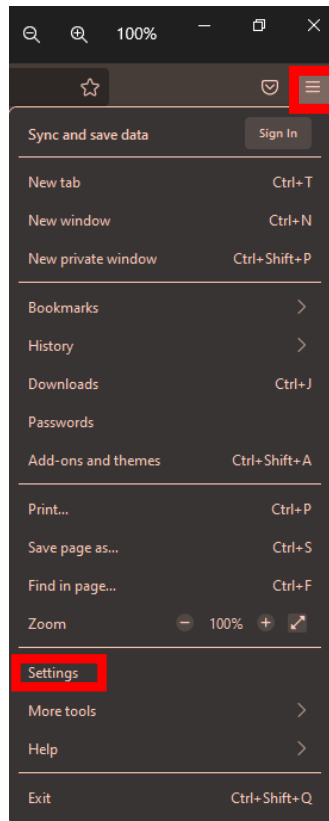 100%
Sync and save data Sign In
New tab Ctrl+T
New window Ctrl+N
New private window Ctrl+Shift+P
Bookmarks
History
Downloads Ctrl+J
Passwords
Add-ons and themes Ctrl+Shift+A
Print... Ctrl+P
Save page as... Ctrl+S
Find in page... Ctrl+F
Zoom 100%
Settings
More tools
Help
Exit Ctrl+Shift+Q